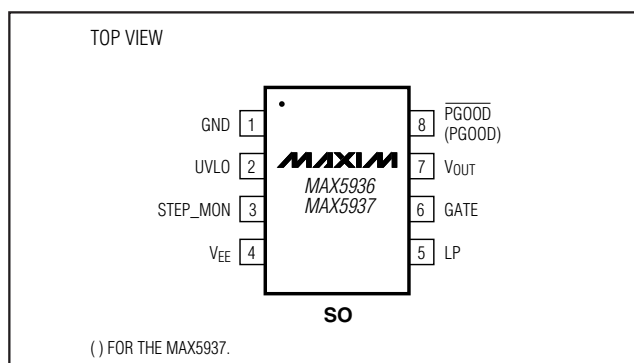 TOP VIEW
GND 1
UVLO 2
STEP_MON 3
VEE 4
MAXIM
MAX5936
MAX5937
8 PGOOD
(PGOOD)
7 VOUT
6 GATE
5 LP
SO
( ) FOR THE MAX5937.